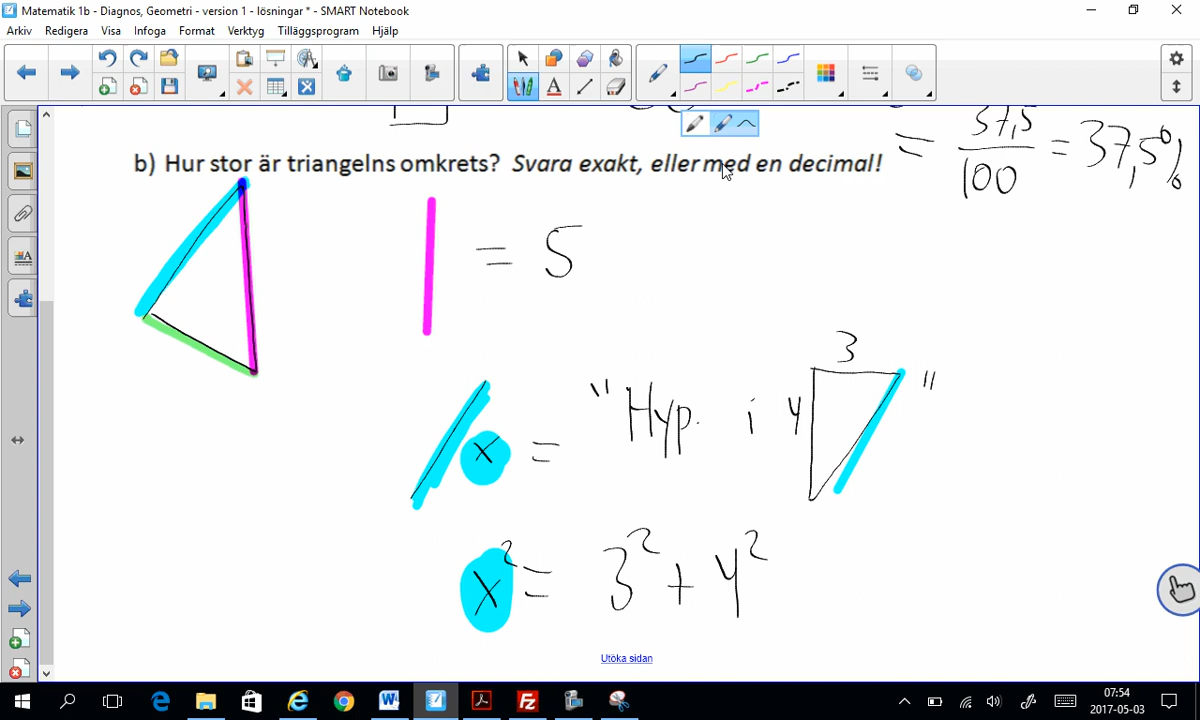 Matematik 1b - Diagnos, Geometri - version 1 - lösningar * - SMART Notebook
Arkiv Redigera Visa Infoga Format Verktyg Tilläggsprogram Hjälp
= 37,5 / 100 = 37,5%
b) Hur stor är triangelns omkrets? Svara exakt, eller med en decimal!
= 5
3
x = "Hyp. i 4 "
x² = 3² + 4²
Utöka sidan
07:54
2017-05-03